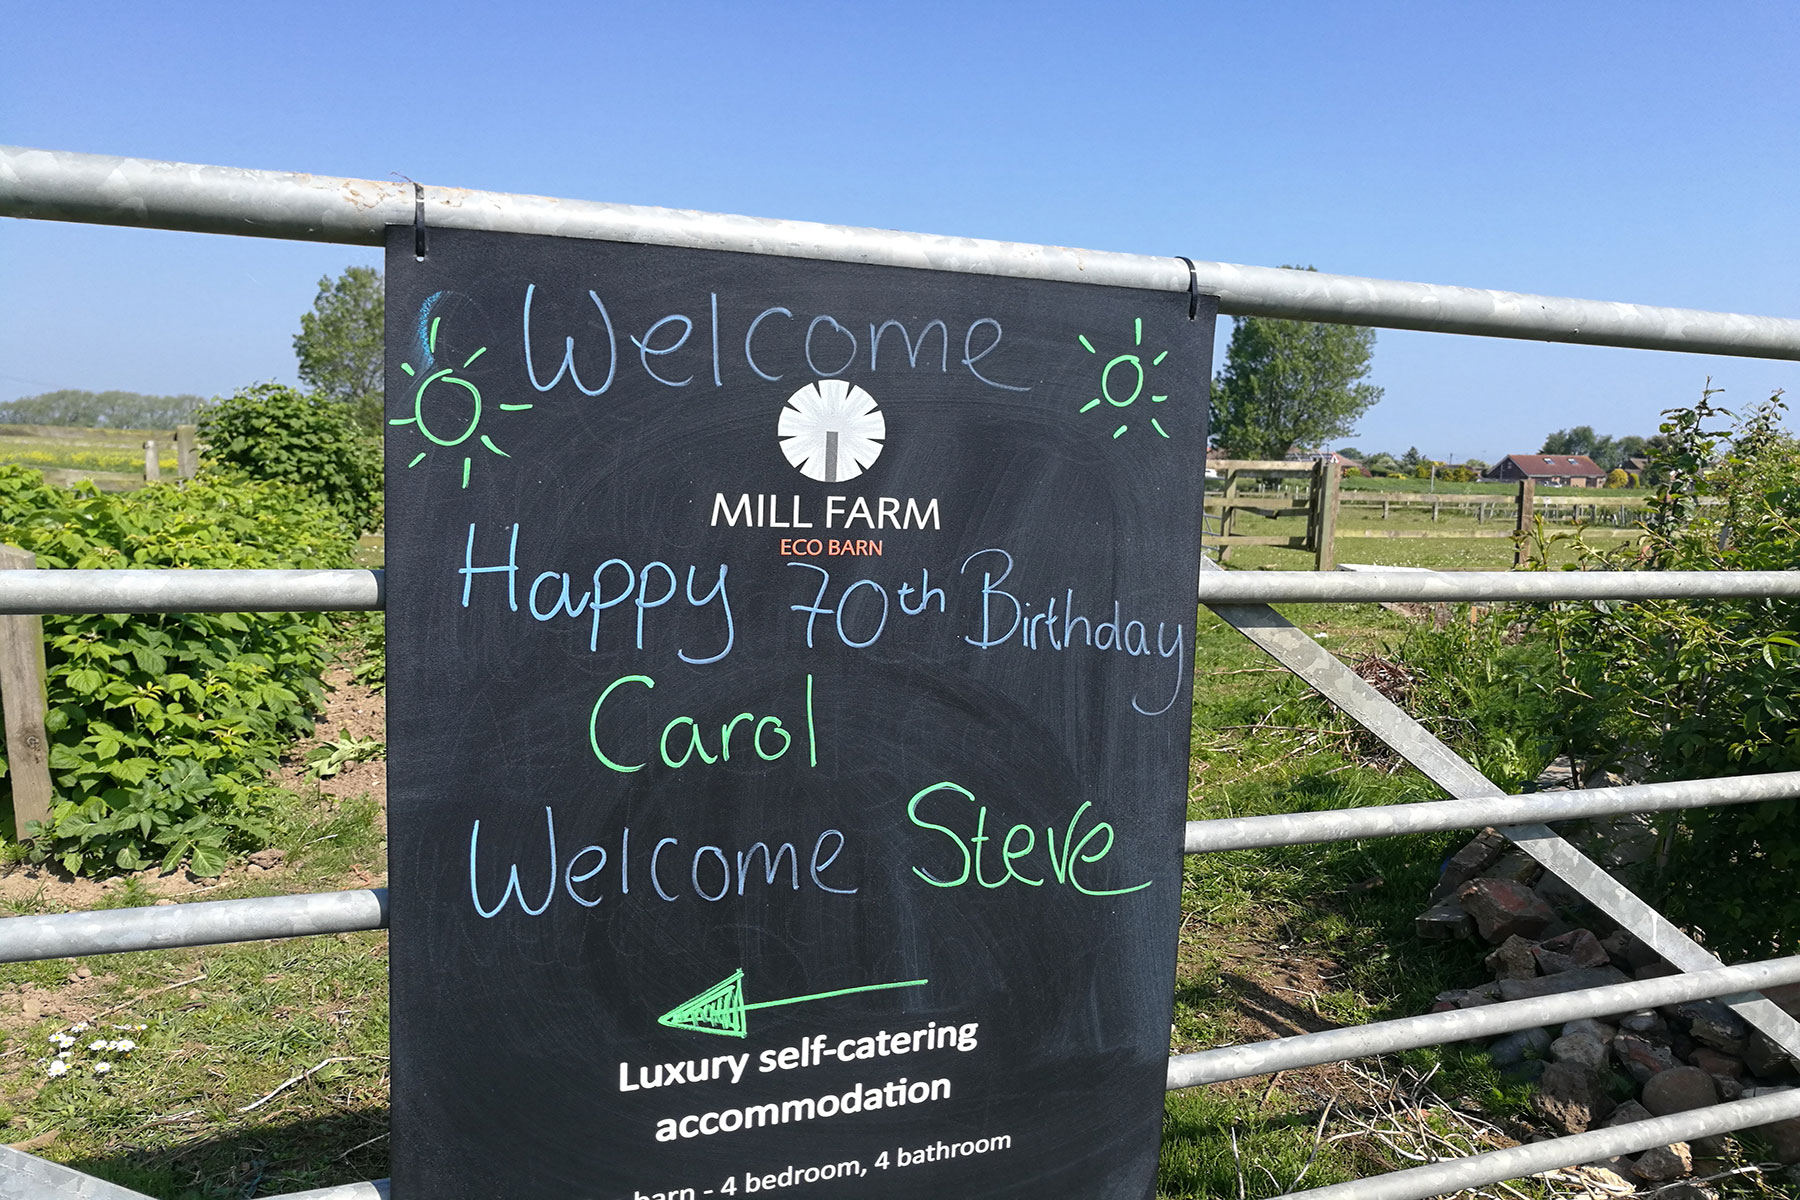 Welcome
MILL FARM
ECO BARN
Happy 70th Birthday
Carol
Welcome Steve
Luxury self-catering
accommodation
barn - 4 bedroom, 4 bathroom